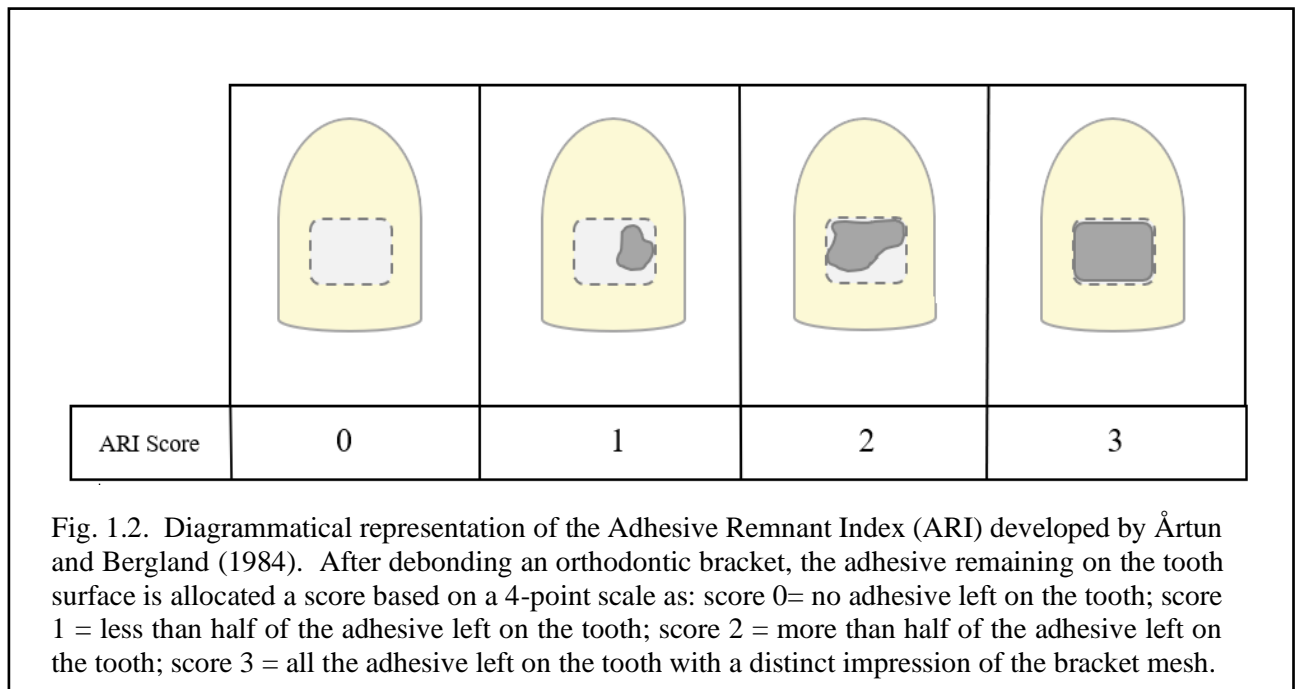 ARI Score 0 1 2 3
Fig. 1.2. Diagrammatical representation of the Adhesive Remnant Index (ARI) developed by Årtun
and Bergland (1984). After debonding an orthodontic bracket, the adhesive remaining on the tooth
surface is allocated a score based on a 4-point scale as: score 0= no adhesive left on the tooth; score
1 = less than half of the adhesive left on the tooth; score 2 = more than half of the adhesive left on
the tooth; score 3 = all the adhesive left on the tooth with a distinct impression of the bracket mesh.